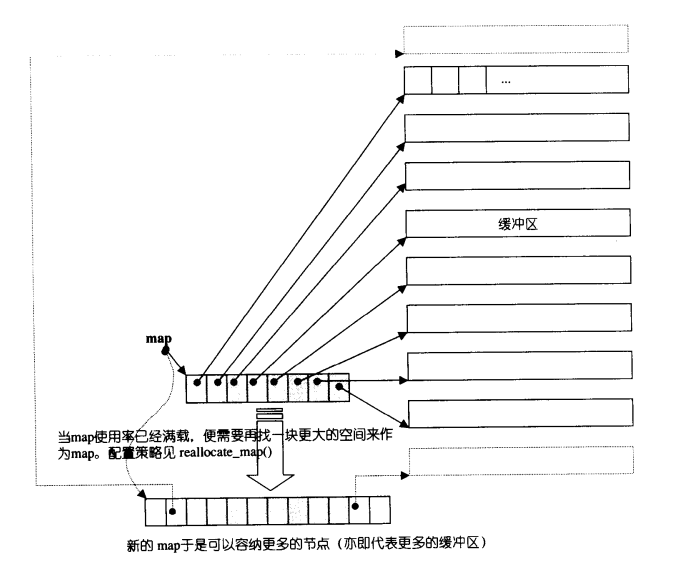 ...
缓冲区
map
当map使用率已经满载，便需要再找一块更大的空间来作
为map。配置策略见 reallocate_map()
新的 map于是可以容纳更多的节点（亦即代表更多的缓冲区）